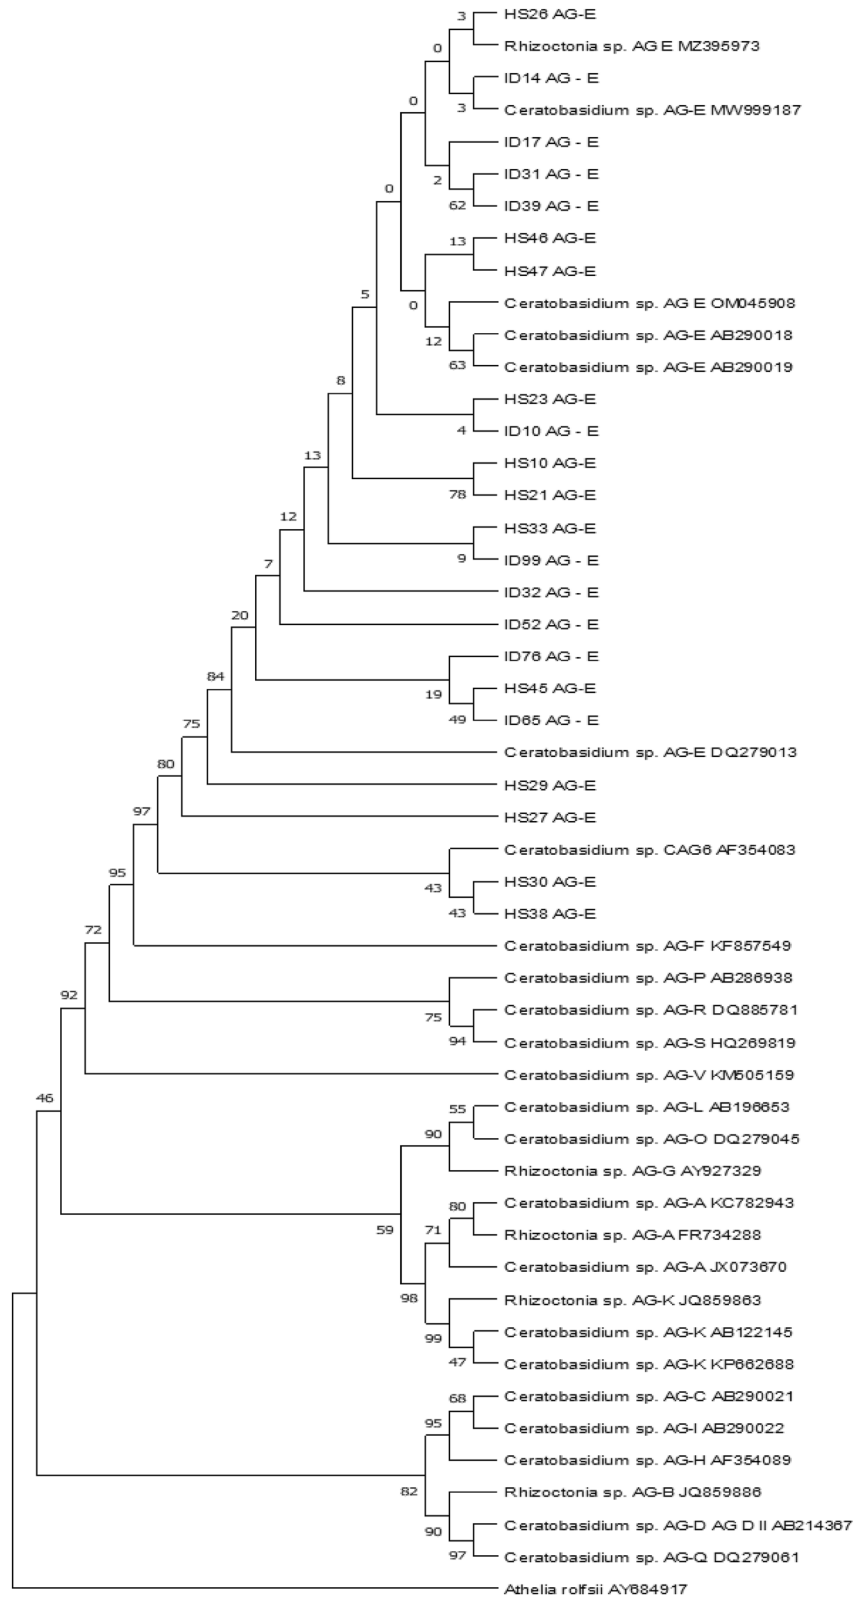 3
HS26 AG-E
0
Rhizoctonia sp. AG E MZ395973
ID14 AG - E
0
3
Ceratobasidium sp. AG-E MW999187
ID17 AG - E
2
ID31 AG - E
0
62
ID39 AG - E
13
HS46 AG-E
HS47 AG-E
5
0
Ceratobasidium sp. AG E OM045908
12
Ceratobasidium sp. AG-E AB290018
63
Ceratobasidium sp. AG-E AB290019
8
HS23 AG-E
4
ID10 AG - E
13
HS10 AG-E
78
HS21 AG-E
12
HS33 AG-E
9
ID99 AG - E
7
ID32 AG - E
20
ID52 AG - E
ID76 AG - E
84
19
HS45 AG-E
49
ID65 AG - E
75
Ceratobasidium sp. AG-E DQ279013
80
HS29 AG-E
97
HS27 AG-E
Ceratobasidium sp. CAG6 AF354083
95
43
HS30 AG-E
43
HS38 AG-E
72
Ceratobasidium sp. AG-F KF857549
Ceratobasidium sp. AG-P AB286938
92
75
Ceratobasidium sp. AG-R DQ885781
94
Ceratobasidium sp. AG-S HQ269819
Ceratobasidium sp. AG-V KM505159
46
55
Ceratobasidium sp. AG-L AB196653
90
Ceratobasidium sp. AG-O DQ279045
Rhizoctonia sp. AG-G AY927329
59
80
Ceratobasidium sp. AG-A KC782943
71
Rhizoctonia sp. AG-A FR734288
Ceratobasidium sp. AG-A JX073670
98
Rhizoctonia sp. AG-K JQ859863
99
Ceratobasidium sp. AG-K AB122145
47
Ceratobasidium sp. AG-K KP662688
68
Ceratobasidium sp. AG-C AB290021
95
Ceratobasidium sp. AG-I AB290022
Ceratobasidium sp. AG-H AF354089
82
Rhizoctonia sp. AG-B JQ859886
90
Ceratobasidium sp. AG-D AG D II AB214367
97
Ceratobasidium sp. AG-Q DQ279061
Athelia rolfsii AY684917